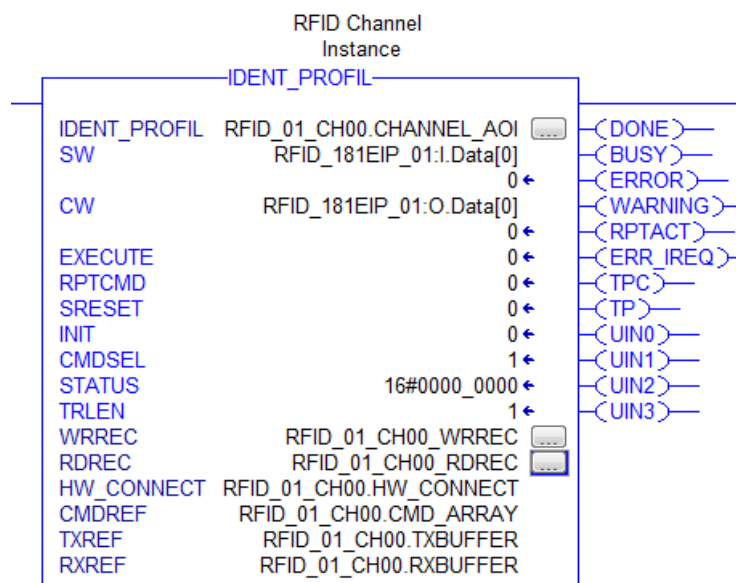 RFID Channel
Instance
IDENT_PROFIL
IDENT_PROFIL RFID_01_CH00.CHANNEL_AOI ... DONE
SW RFID_181EIP_01:I.Data[0] BUSY
0 ERROR
CW RFID_181EIP_01:O.Data[0] WARNING
0 RPTACT
EXECUTE 0 ERR_IREQ
RPTCMD 0 TPC
SRESET 0 TP
INIT 0 UIN0
CMDSEL 1 UIN1
STATUS 16#0000_0000 UIN2
TRLEN 1 UIN3
WRREC RFID_01_CH00_WRREC ...
RDREC RFID_01_CH00_RDREC ...
HW_CONNECT RFID_01_CH00.HW_CONNECT
CMDREF RFID_01_CH00.CMD_ARRAY
TXREF RFID_01_CH00.TXBUFFER
RXREF RFID_01_CH00.RXBUFFER